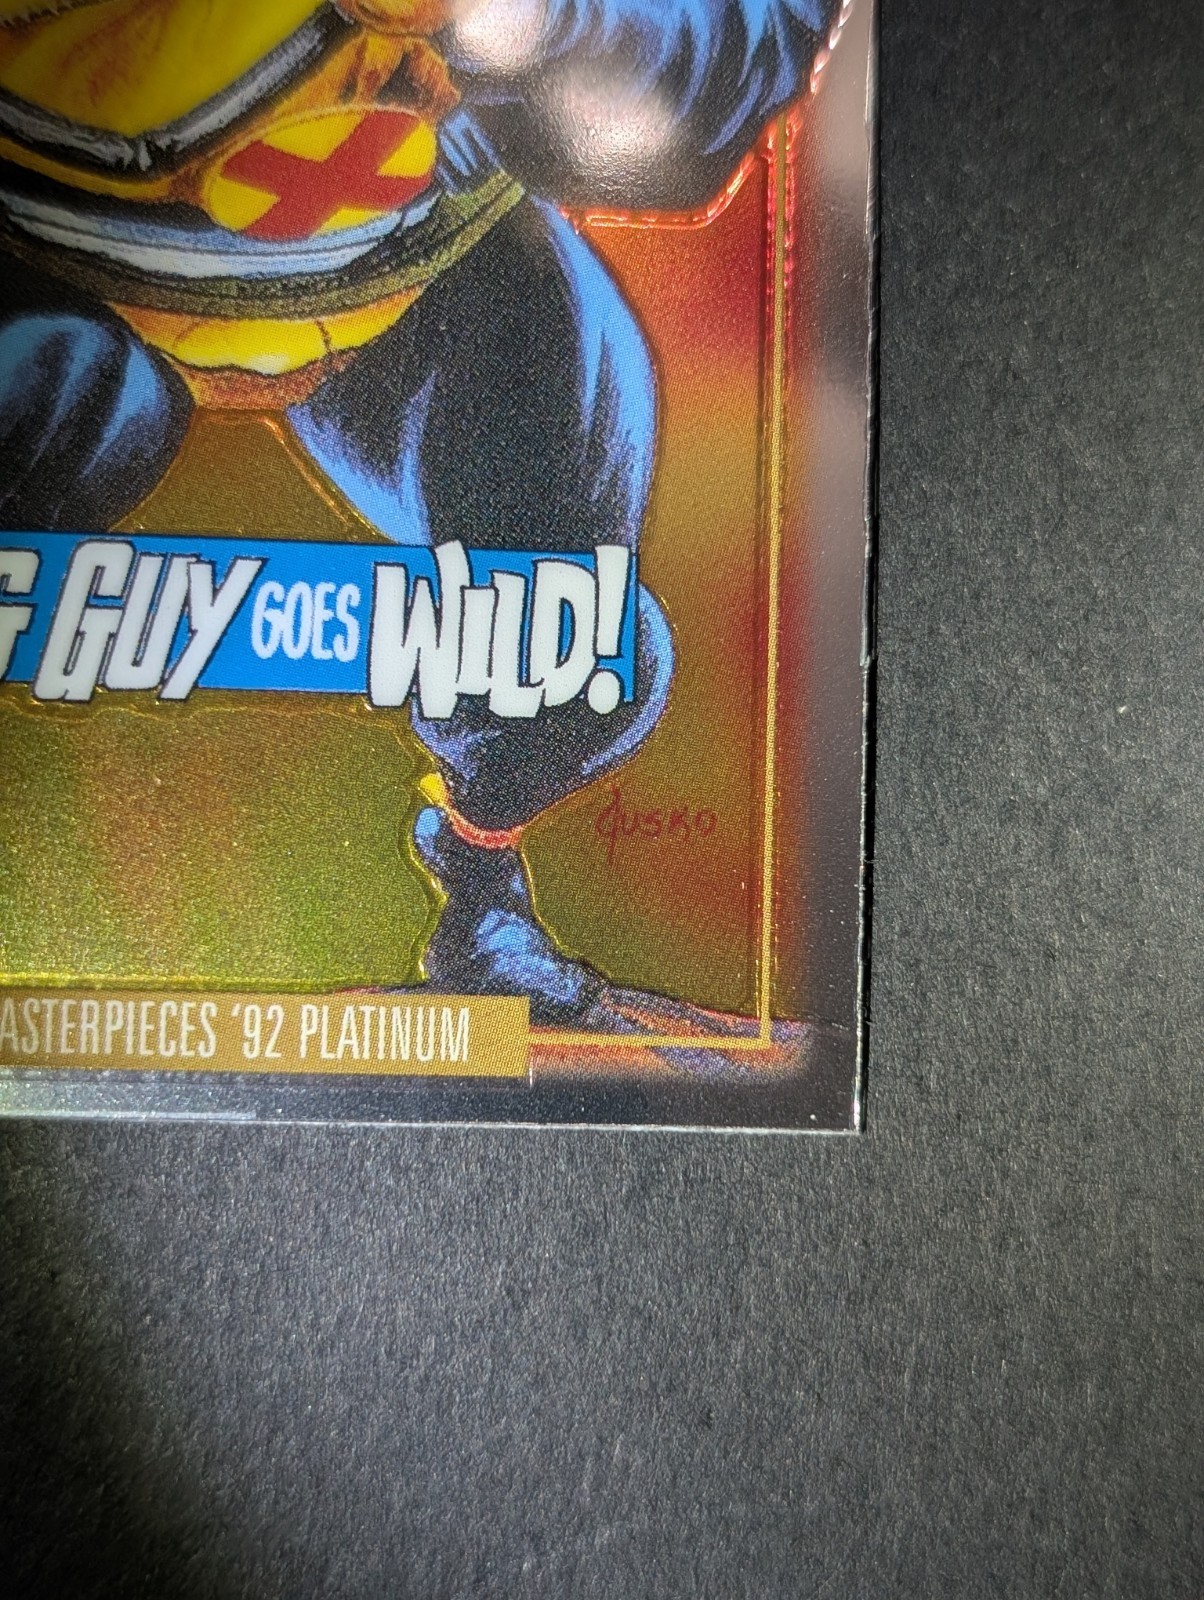 G GUY GOES WILD!
Jusko
ASTERPIECES '92 PLATINUM